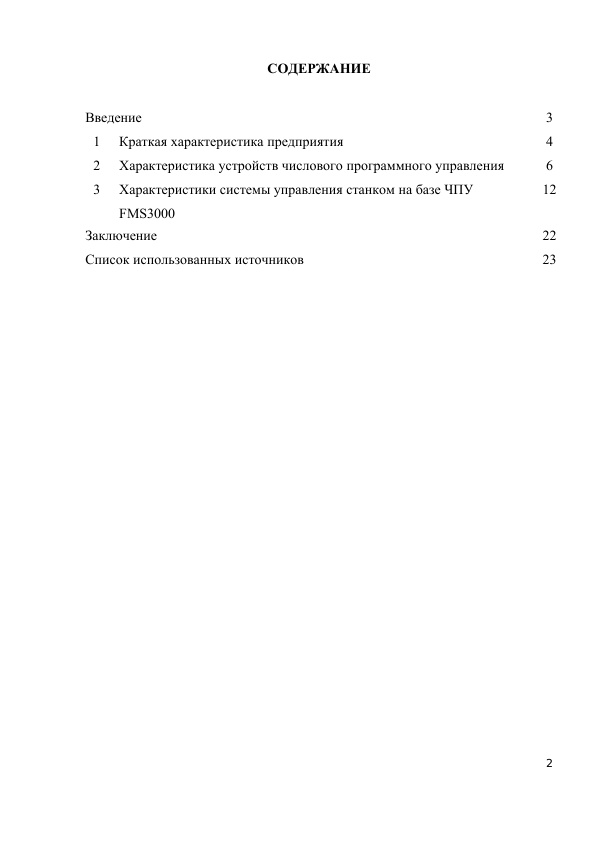 СОДЕРЖАНИЕ
Введение 3
1 Краткая характеристика предприятия 4
2 Характеристика устройств числового программного управления 6
3 Характеристики системы управления станком на базе ЧПУ 12
FMS3000
Заключение 22
Список использованных источников 23
2